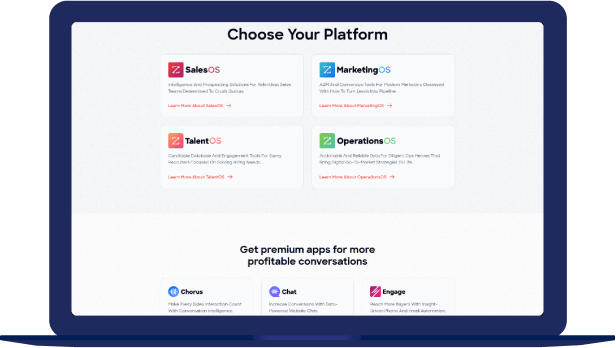 Choose Your Platform
SalesOS
MarketingOS
Intelligence And Prospecting Solutions For Relentless Sales
Teams Determined To Crush Quotas
ABM And Conversion Tools For Modern Marketers Obsessed
With How To Turn Leads Into Pipeline
Learn More About SalesOS →
Learn More About MarketingOS →
TalentOS
OperationsOS
Candidate Database And Engagement Tools For Savvy
Recruiters Focused On Solving Hiring Needs
Actionable And Reliable Data For Diligent Ops Heroes That
Bring Digital Go-To-Market Strategies To Life
Learn More About TalentOS →
Learn More About OperationsOS →
Get premium apps for more
profitable conversations
Chorus
Chat
Engage
Make Every Sales Interaction Count
With Conversation Intelligence.
Increase Conversions With Data-
Powered Website Chat.
Reach More Buyers With Insight-
Driven Phone And Email Automation.